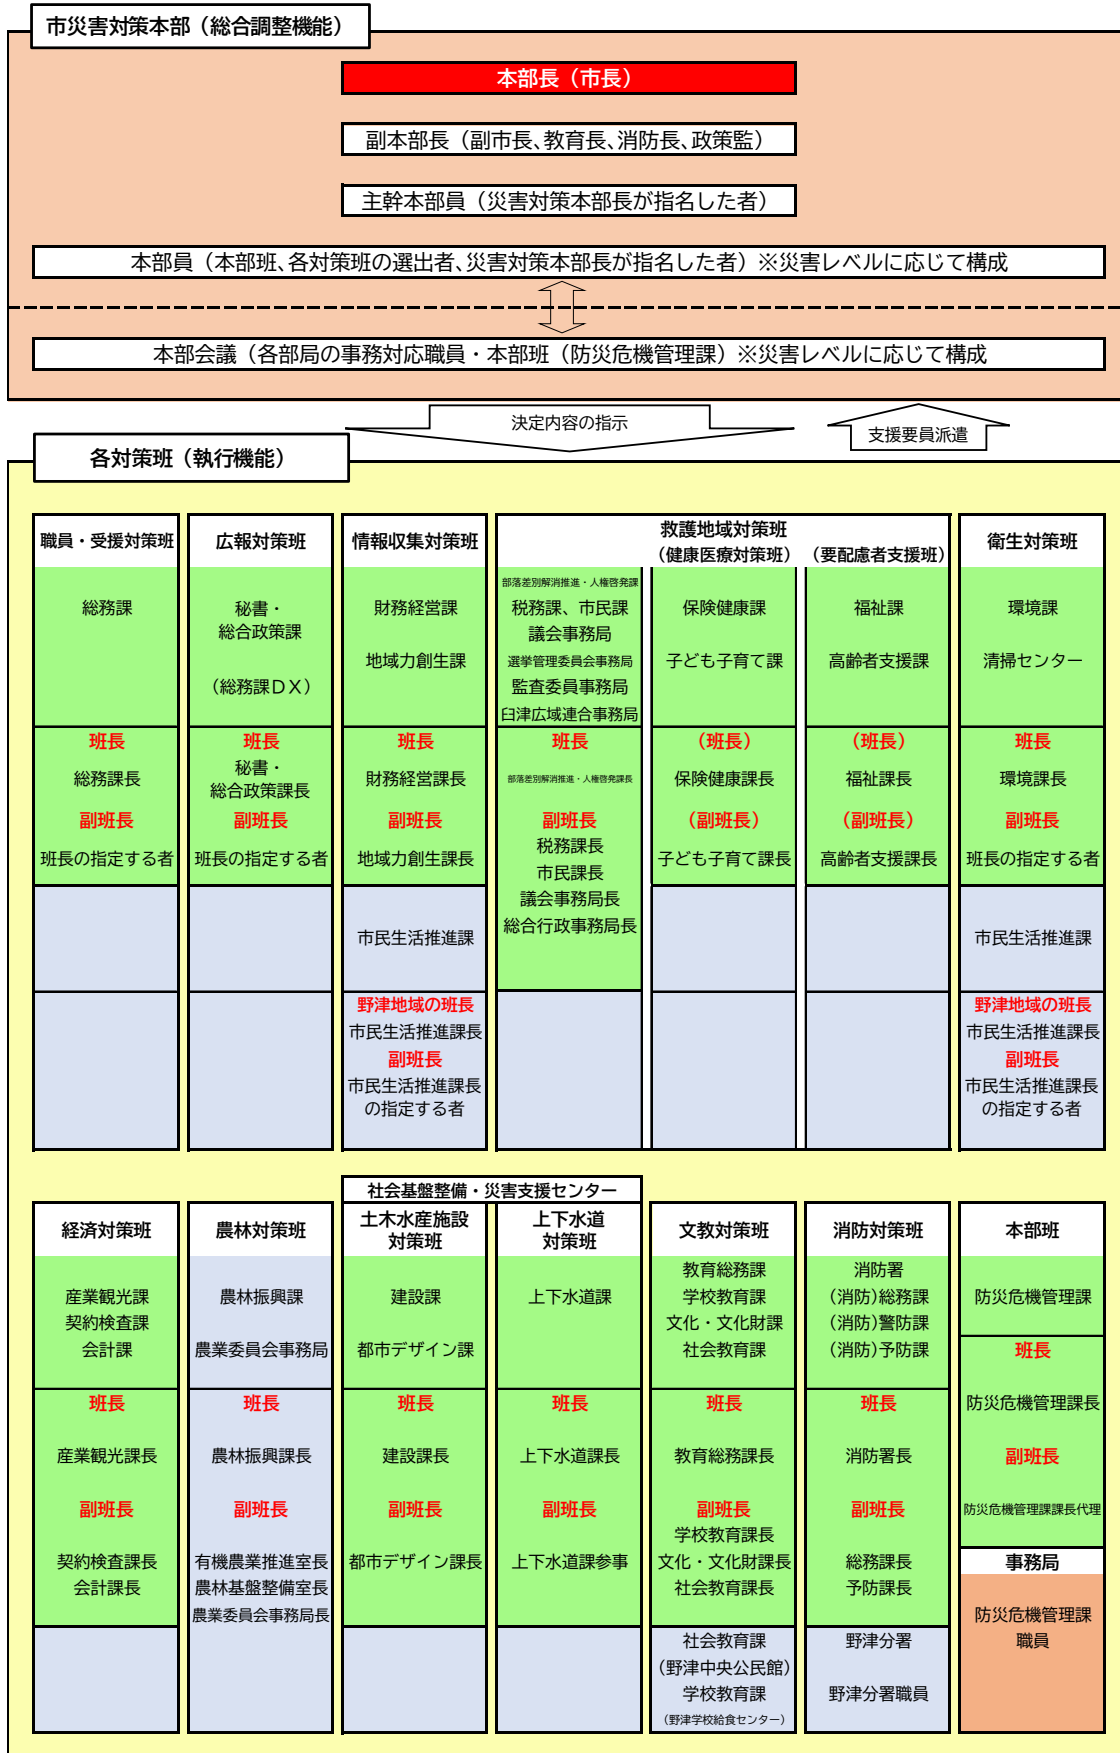 市災害対策本部（総合調整機能）
本部長（市長）
副本部長（副市長、教育長、消防長、政策監）
主幹本部員（災害対策本部長が指名した者）
本部員（本部班、各対策班の選出者、災害対策本部長が指名した者）※災害レベルに応じて構成
本部会議（各部局の事務対応職員・本部班（防災危機管理課）※災害レベルに応じて構成
決定内容の指示
支援要員派遣
各対策班（執行機能）
職員・受援対策班
総務課
班長
総務課長
副班長
班長の指定する者
広報対策班
秘書・
総合政策課
（総務課ＤＸ）
班長
秘書・
総合政策課長
副班長
班長の指定する者
情報収集対策班
財務経営課
地域力創生課
班長
財務経営課長
副班長
地域力創生課長
市民生活推進課
野津地域の班長
市民生活推進課長
副班長
市民生活推進課長
の指定する者
救護地域対策班
部落差別解消推進・人権啓発課
税務課、市民課
議会事務局
選挙管理委員会事務局
監査委員事務局
臼津広域連合事務局
班長
部落差別解消推進・人権啓発課長
副班長
税務課長
市民課長
議会事務局長
総合行政事務局長
（健康医療対策班）
保険健康課
子ども子育て課
（班長）
保険健康課長
（副班長）
子ども子育て課長
（要配慮者支援班）
福祉課
高齢者支援課
（班長）
福祉課長
（副班長）
高齢者支援課長
衛生対策班
環境課
清掃センター
班長
環境課長
副班長
班長の指定する者
市民生活推進課
野津地域の班長
市民生活推進課長
副班長
市民生活推進課長
の指定する者
経済対策班
産業観光課
契約検査課
会計課
班長
産業観光課長
副班長
契約検査課長
会計課長
農林対策班
農林振興課
農業委員会事務局
班長
農林振興課長
副班長
有機農業推進室長
農林基盤整備室長
農業委員会事務局長
社会基盤整備・災害支援センター
土木水産施設
対策班
建設課
都市デザイン課
班長
建設課長
副班長
都市デザイン課長
上下水道
対策班
上下水道課
班長
上下水道課長
副班長
上下水道課参事
文教対策班
教育総務課
学校教育課
文化・文化財課
社会教育課
班長
教育総務課長
副班長
学校教育課長
文化・文化財課長
社会教育課長
社会教育課
（野津中央公民館）
学校教育課
（野津学校給食センター）
消防対策班
消防署
（消防）総務課
（消防）警防課
（消防）予防課
班長
消防署長
副班長
総務課長
予防課長
野津分署
野津分署職員
本部班
防災危機管理課
班長
防災危機管理課長
副班長
防災危機管理課課長代理
事務局
防災危機管理課
職員